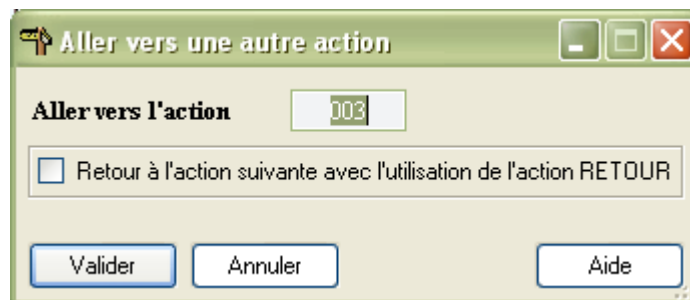 Aller vers une autre action
Aller vers l'action 003
Retour à l'action suivante avec l'utilisation de l'action RETOUR
Valider Annuler Aide